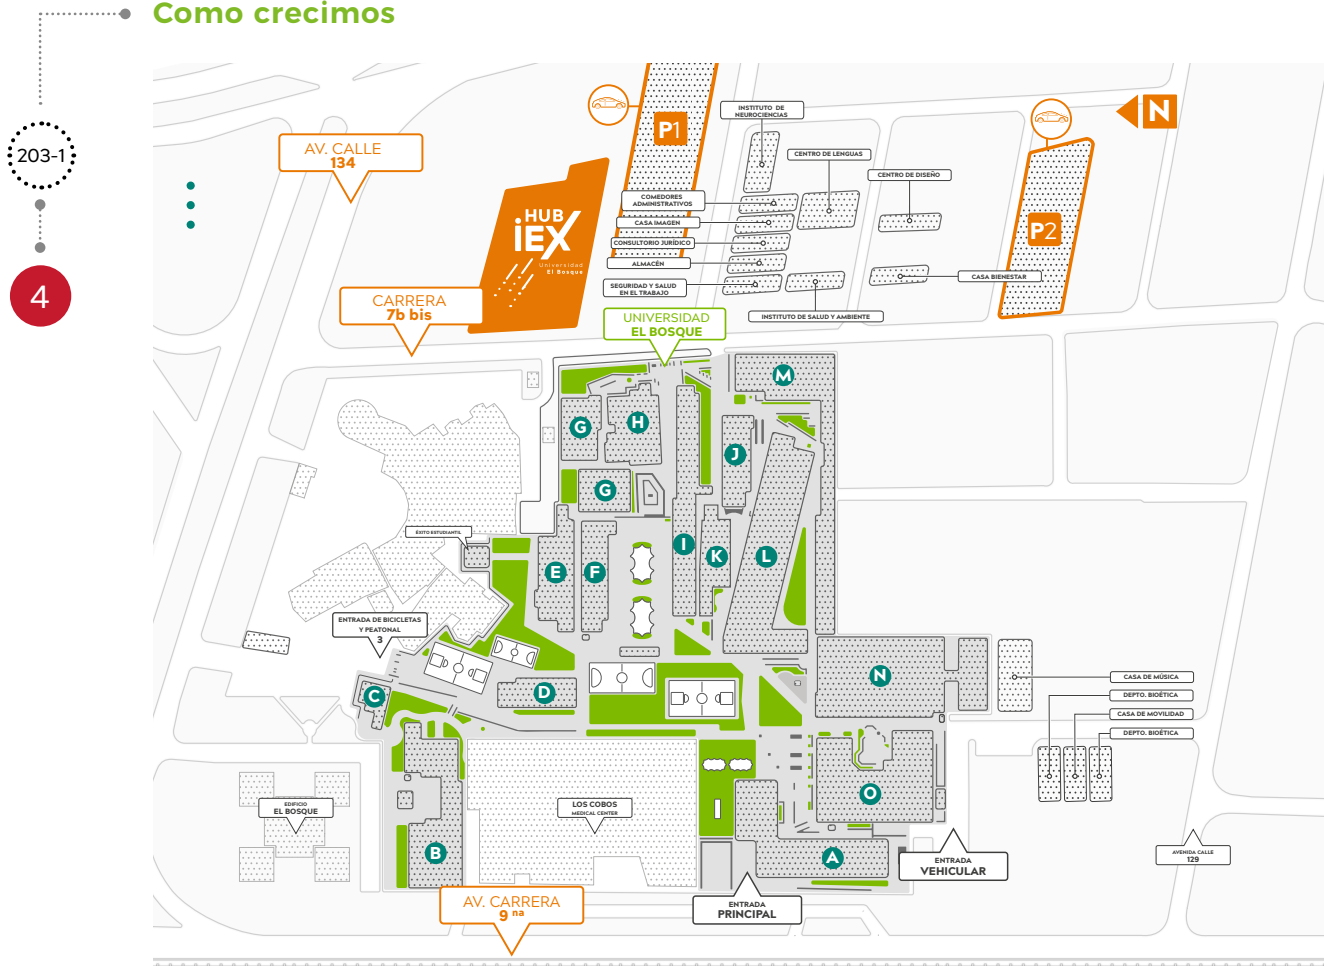 Como crecimos
203-1
4
AV. CALLE
134
CARRERA
7b bis
HUB
iEX
Universidad
El Bosque
P1
INSTITUTO DE
NEUROCIENCIAS
CENTRO DE LENGUAS
CENTRO DE DISEÑO
COMEDORES
ADMINISTRATIVOS
CASA IMAGEN
CONSULTORIO JURÍDICO
ALMACÉN
SEGURIDAD Y SALUD
EN EL TRABAJO
INSTITUTO DE SALUD Y AMBIENTE
CASA BIENESTAR
P2
N
UNIVERSIDAD
EL BOSQUE
M
G
H
J
G
I
K
L
E
F
ÉXITO ESTUDIANTIL
ENTRADA DE BICICLETAS
Y PEATONAL
3
C
D
N
CASA DE MÚSICA
DEPTO. BIOÉTICA
CASA DE MOVILIDAD
DEPTO. BIOÉTICA
EDIFICIO
EL BOSQUE
LOS COBOS
MEDICAL CENTER
O
B
A
ENTRADA
VEHICULAR
AVENIDA CALLE
129
AV. CARRERA
9 na
ENTRADA
PRINCIPAL